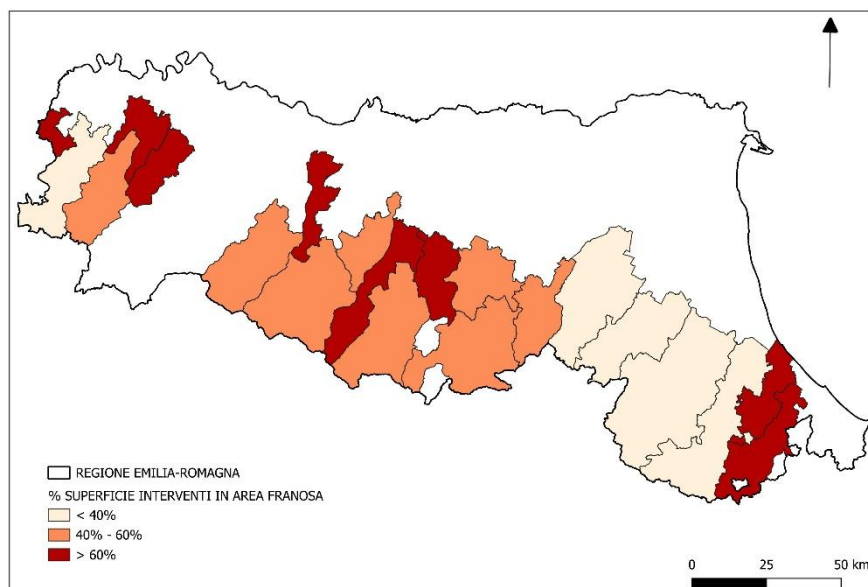 REGIONE EMILIA-ROMAGNA
% SUPERFICIE INTERVENTI IN AREA FRANOSA
< 40%
40% - 60%
> 60%
0 25 50 km